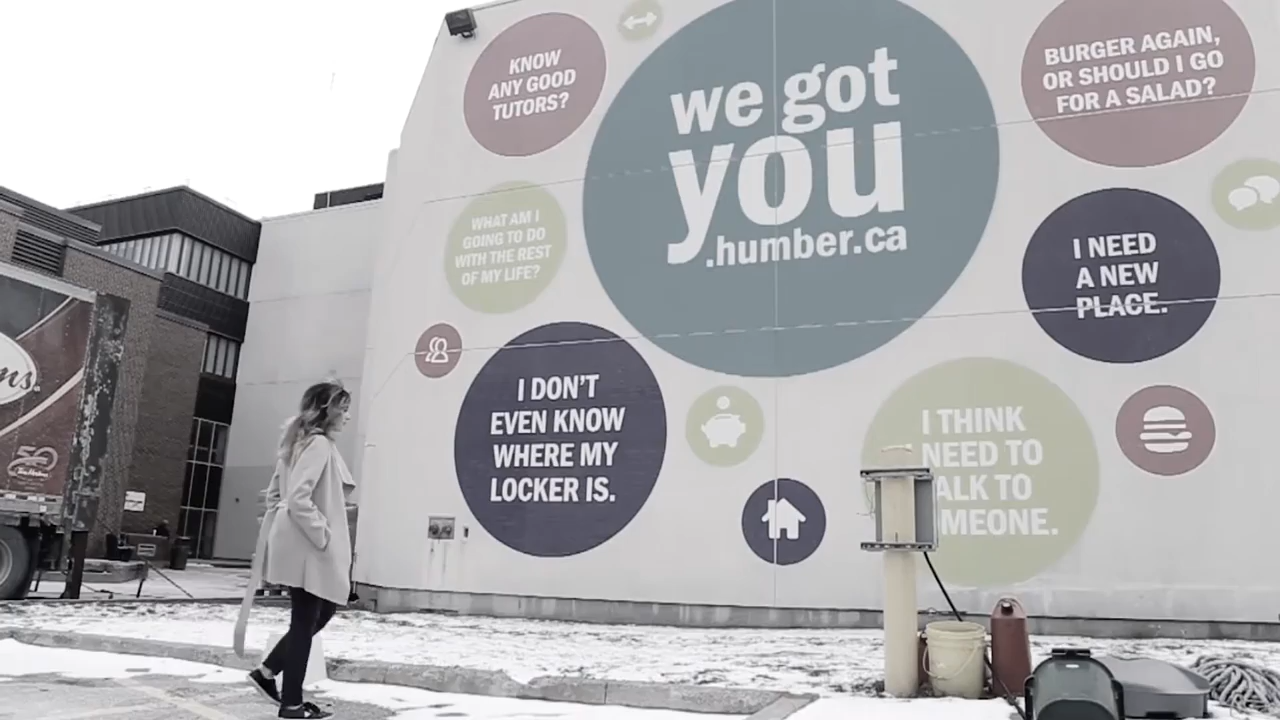 KNOW
ANY GOOD
TUTORS?
we got
you
.humber.ca
BURGER AGAIN,
OR SHOULD I GO
FOR A SALAD?
WHAT AM I
GOING TO DO
WITH THE REST
OF MY LIFE?
I NEED
A NEW
PLACE.
I DON'T
EVEN KNOW
WHERE MY
LOCKER IS.
I THINK
NEED TO
ALK TO
MEONE.
ns
50